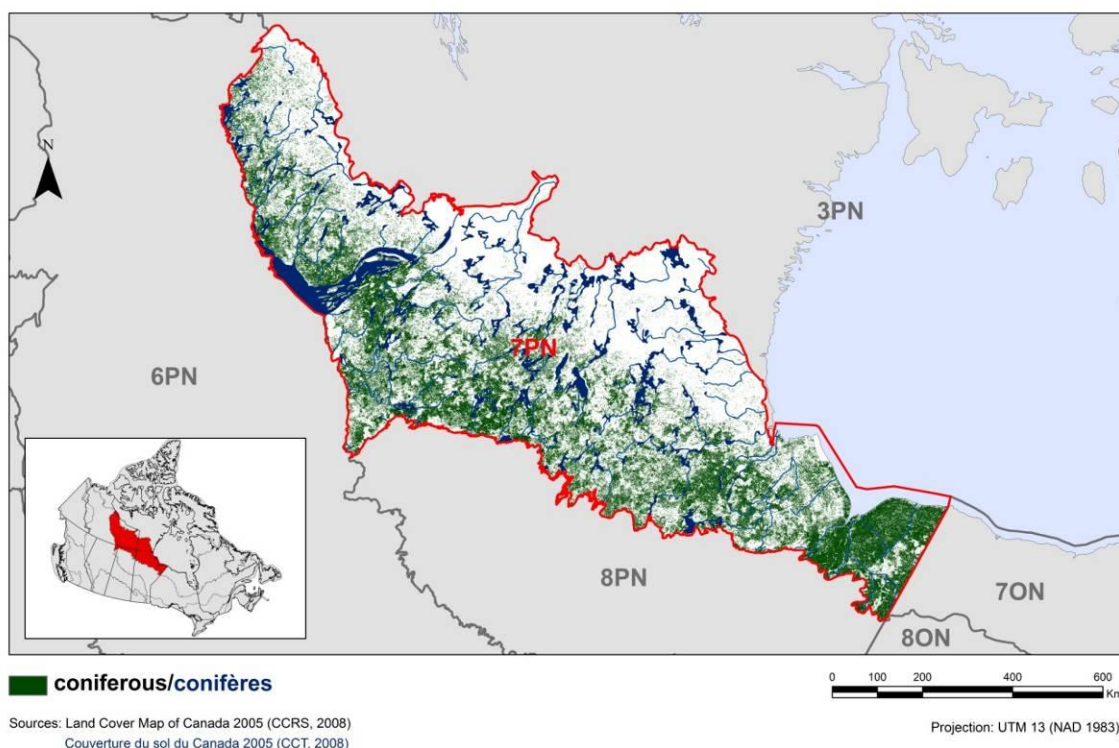 N
3PN
7PN
6PN
8PN
7ON
8ON
coniferous/conifères
0 100 200 400 600
Km
Sources: Land Cover Map of Canada 2005 (CCRS, 2008)
Couverture du sol du Canada 2005 (CCT, 2008)
Projection: UTM 13 (NAD 1983)